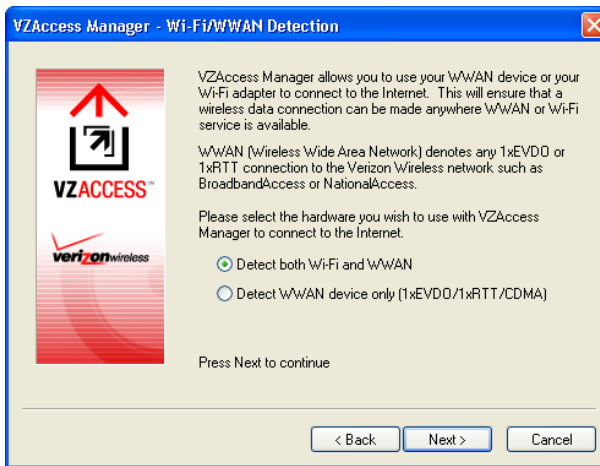 VZAccess Manager - Wi-Fi/WWAN Detection
VZAccess Manager allows you to use your WWAN device or your
Wi-Fi adapter to connect to the Internet. This will ensure that a
wireless data connection can be made anywhere WWAN or Wi-Fi
service is available.
WWAN (Wireless Wide Area Network) denotes any 1xEVDO or
1xRTT connection to the Verizon Wireless network such as
BroadbandAccess or NationalAccess.
Please select the hardware you wish to use with VZAccess
Manager to connect to the Internet.
Detect both Wi-Fi and WWAN
Detect WWAN device only (1xEVDO/1xRTT/CDMA)
Press Next to continue
VZACCESS™
verizonwireless
< Back
Next >
Cancel